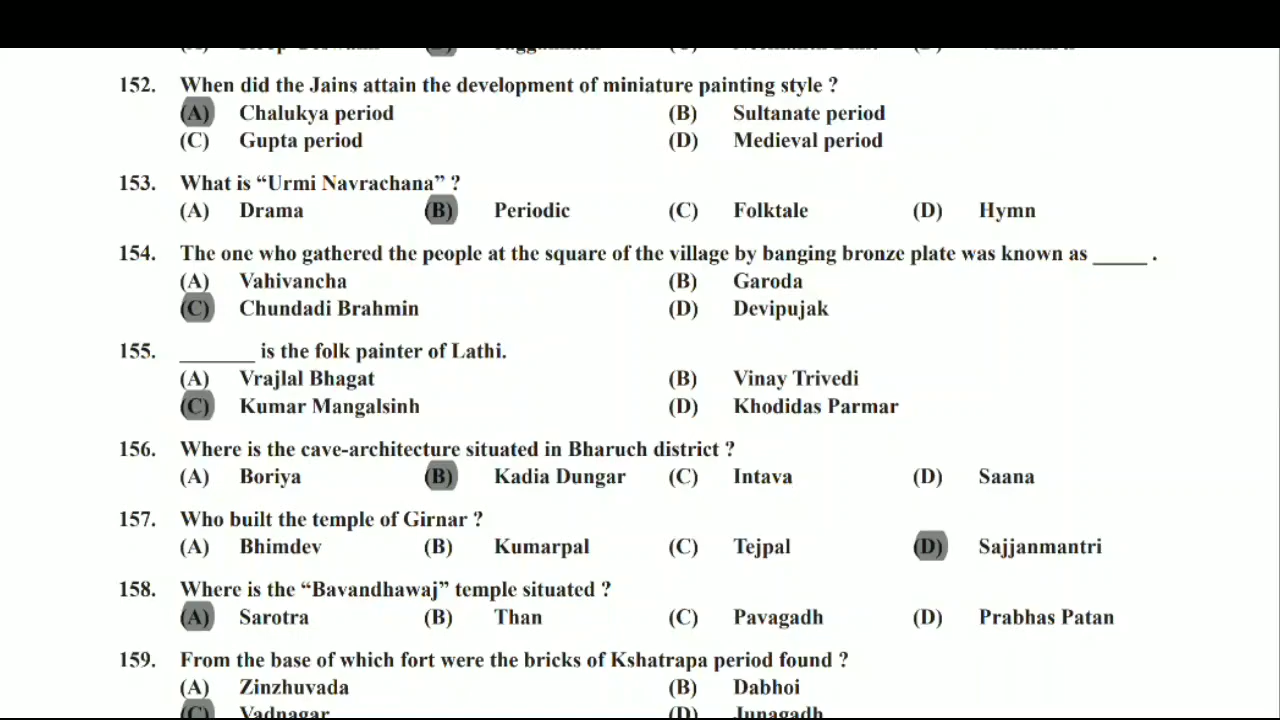 152. When did the Jains attain the development of miniature painting style ?
(A) Chalukya period (B) Sultanate period
(C) Gupta period (D) Medieval period
153. What is “Urmi Navrachana” ?
(A) Drama (B) Periodic (C) Folktale (D) Hymn
154. The one who gathered the people at the square of the village by banging bronze plate was known as _____ .
(A) Vahivancha (B) Garoda
(C) Chundadi Brahmin (D) Devipujak
155. _______ is the folk painter of Lathi.
(A) Vrajlal Bhagat (B) Vinay Trivedi
(C) Kumar Mangalsinh (D) Khodidas Parmar
156. Where is the cave-architecture situated in Bharuch district ?
(A) Boriya (B) Kadia Dungar (C) Intava (D) Saana
157. Who built the temple of Girnar ?
(A) Bhimdev (B) Kumarpal (C) Tejpal (D) Sajjanmantri
158. Where is the “Bavandhawaj” temple situated ?
(A) Sarotra (B) Than (C) Pavagadh (D) Prabhas Patan
159. From the base of which fort were the bricks of Kshatrapa period found ?
(A) Zinzhuvada (B) Dabhoi
(C) Vadnagar (D) Junagadh